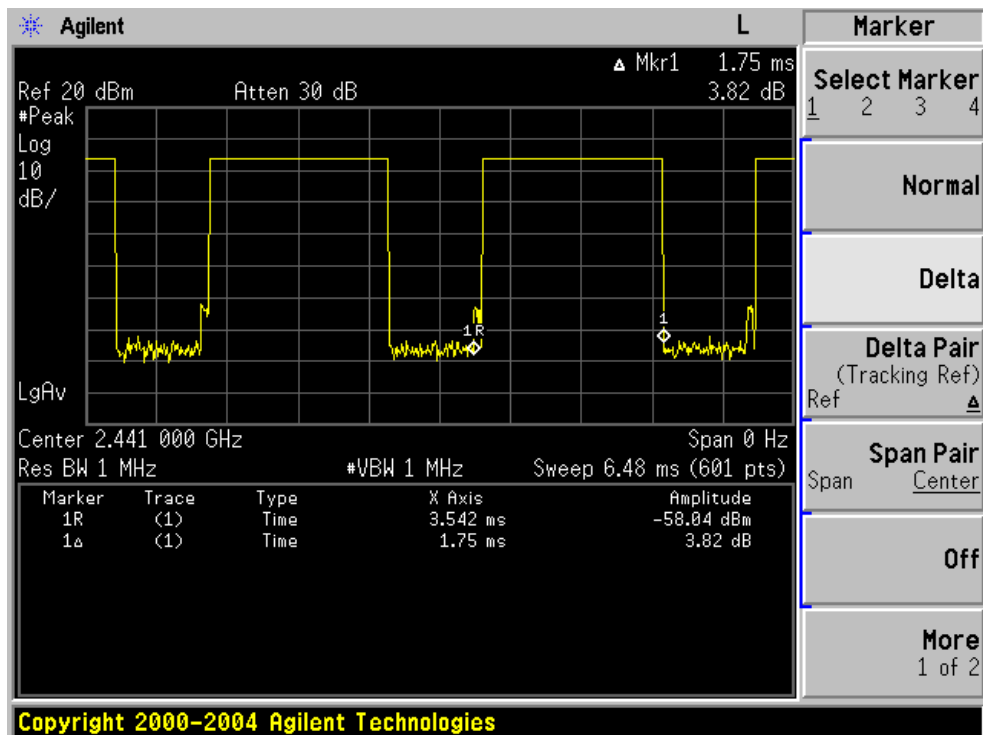 Agilent L
Δ Mkr1 1.75 ms
Ref 20 dBm Atten 30 dB 3.82 dB
#Peak
Log
10
dB/
1R
1
LgAv
Center 2.441 000 GHz Span 0 Hz
Res BW 1 MHz #VBW 1 MHz Sweep 6.48 ms (601 pts)
Marker Trace Type X Axis Amplitude
1R (1) Time 3.542 ms -58.04 dBm
1Δ (1) Time 1.75 ms 3.82 dB
Copyright 2000-2004 Agilent Technologies
Marker
Select Marker
1 2 3 4
Normal
Delta
Delta Pair
(Tracking Ref)
Ref Δ
Span Pair
Span Center
Off
More
1 of 2